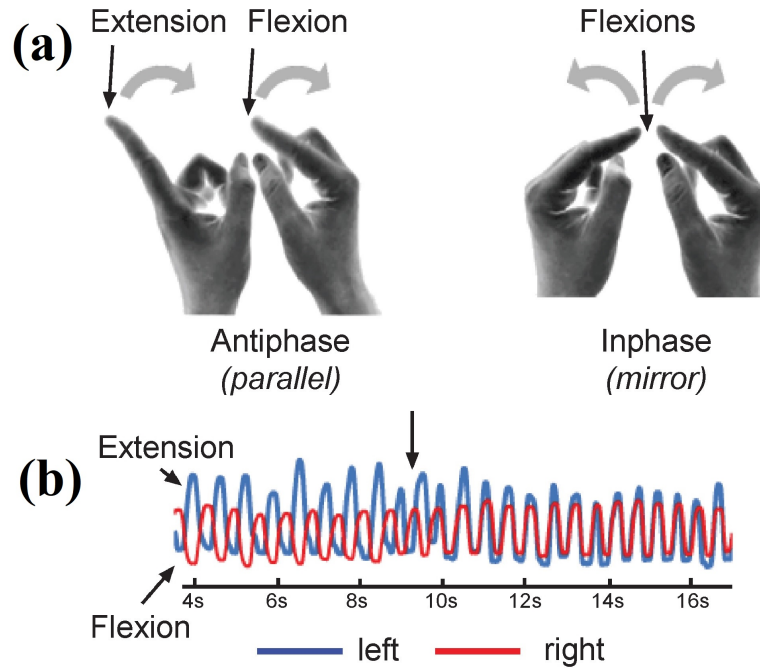 (a)
Extension Flexion Flexions
Antiphase Inphase
(parallel) (mirror)
(b)
Extension
Flexion
4s 6s 8s 10s 12s 14s 16s
left right